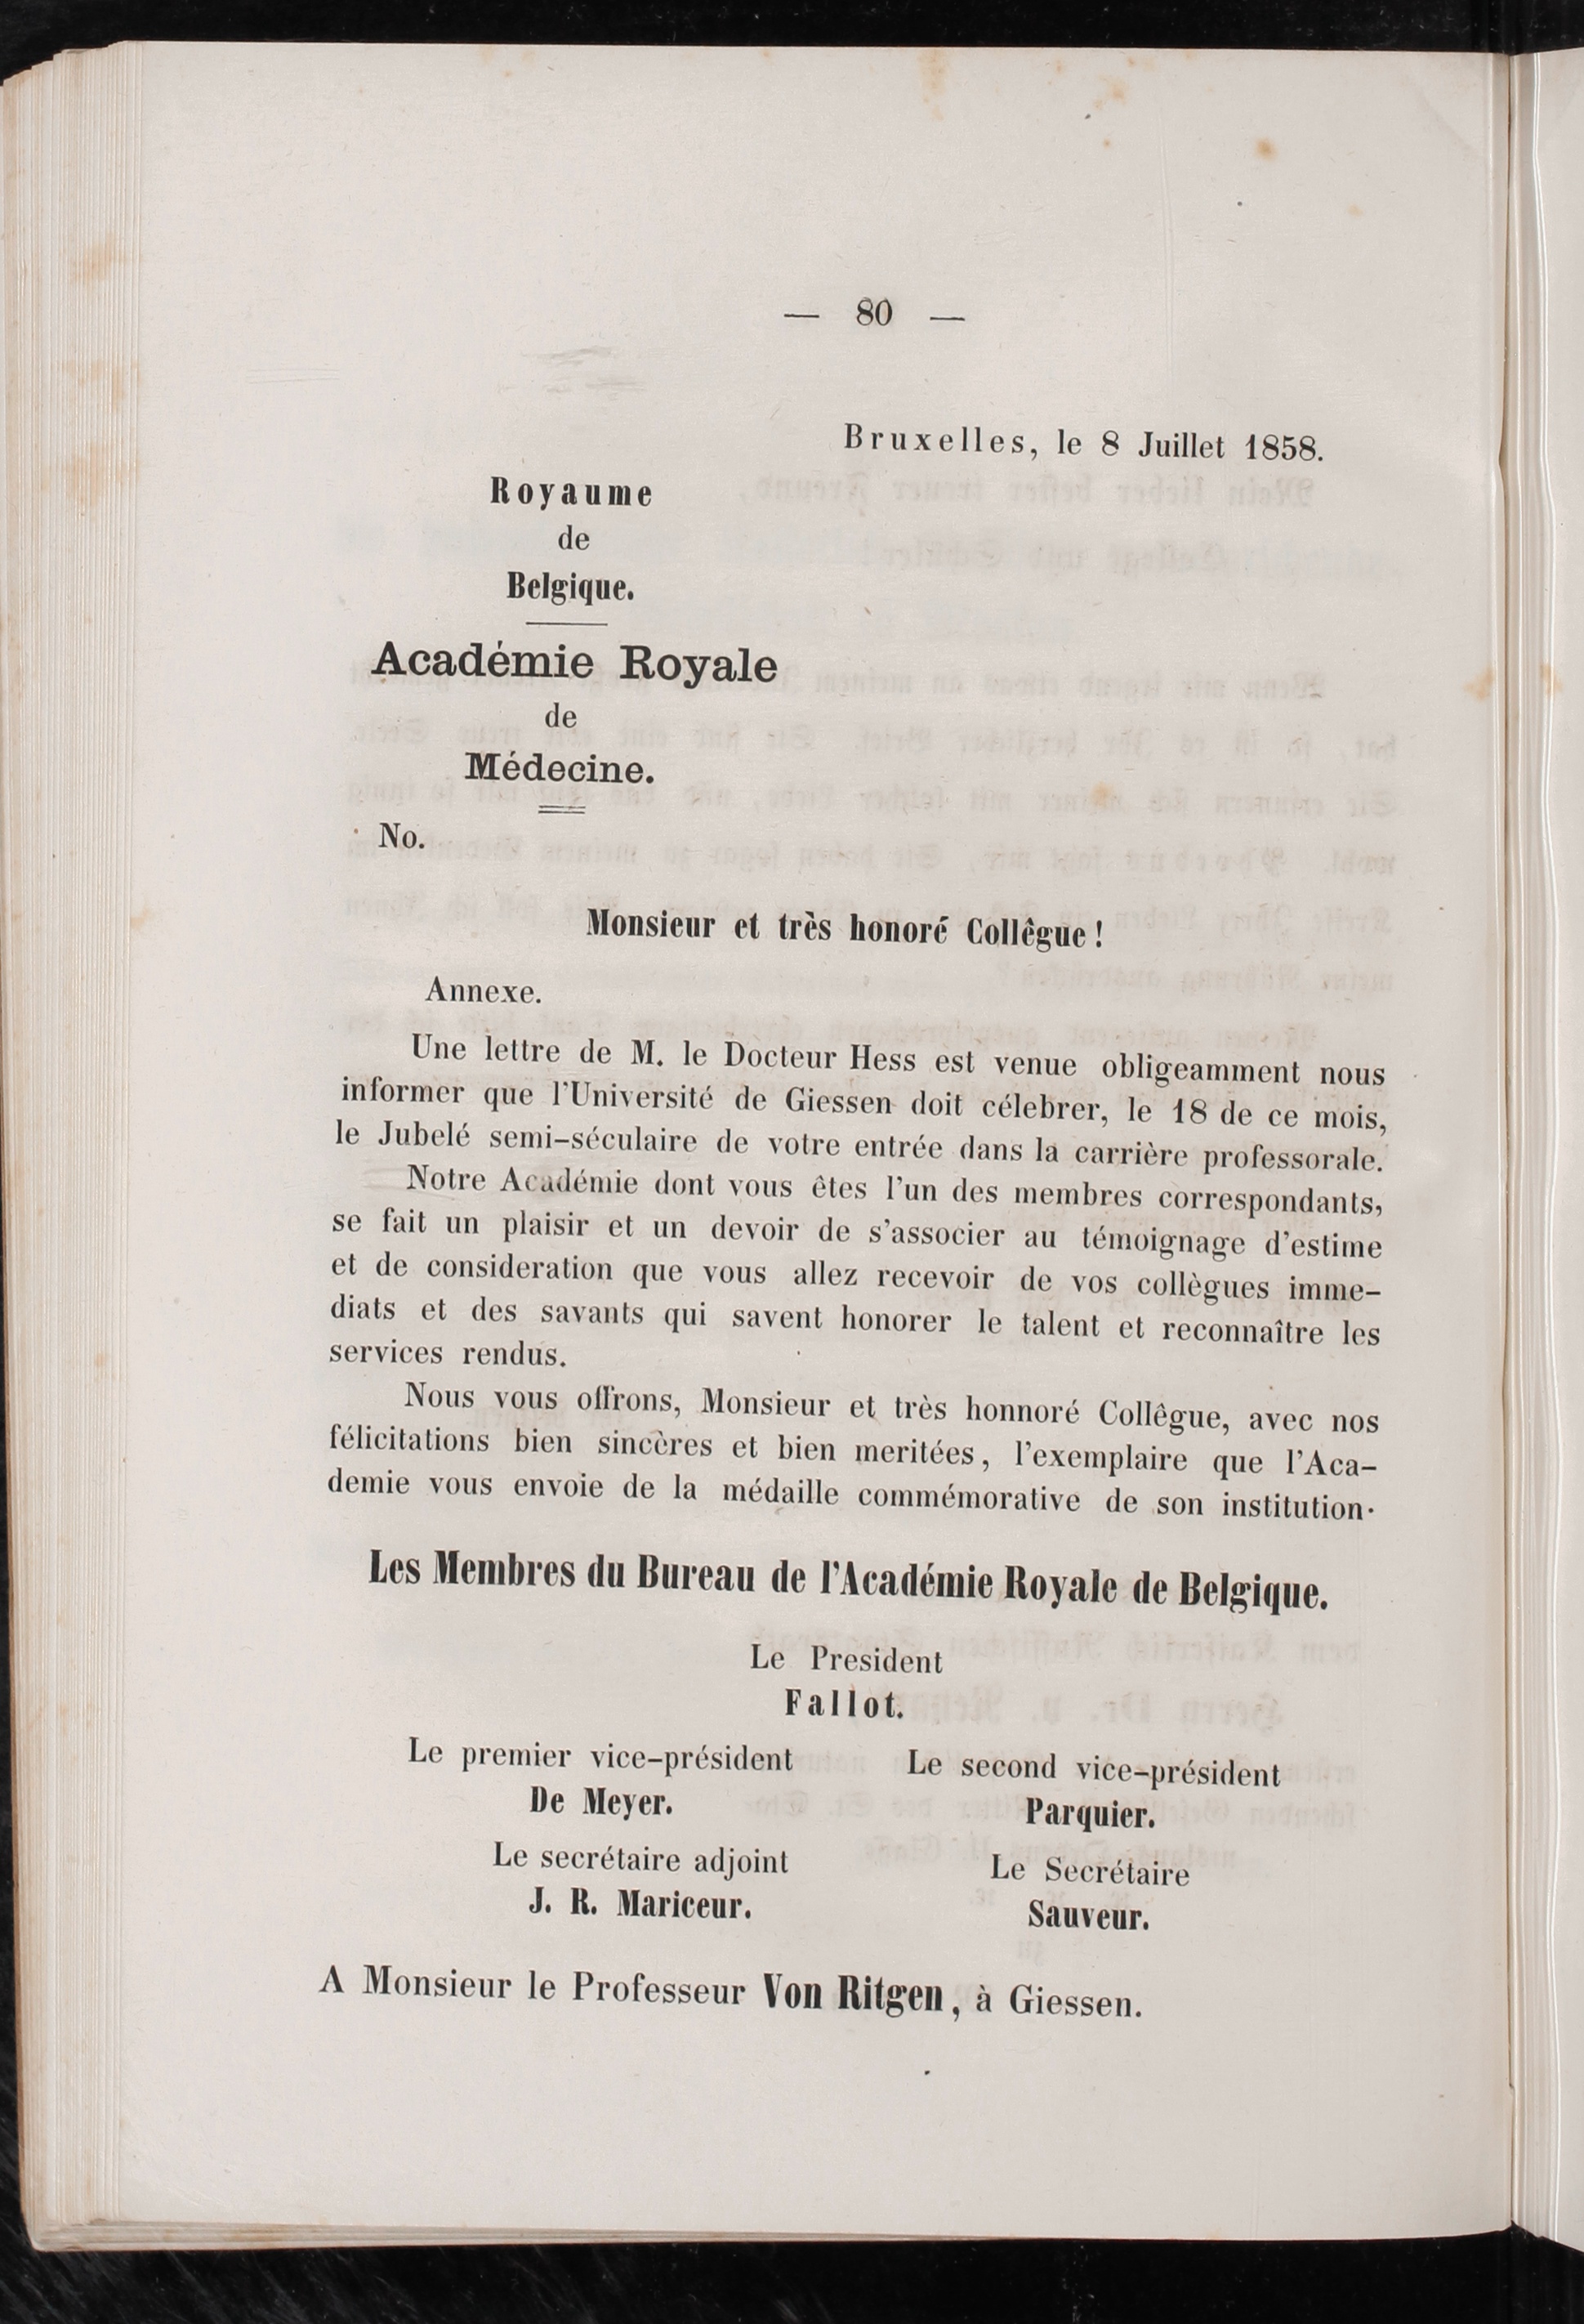 — 80 —
Bruxelles, le 8 Juillet 1858.
Royaume
de
Belgique.
Académie Royale
de
Médecine.
No.
Monsieur et très honoré Collêgue!
Annexe.
Une lettre de M. le Docteur Hess est venue obligeamment nous
informer que l'Université de Giessen doit célebrer, le 18 de ce mois,
le Jubelé semi-séculaire de votre entrée dans la carrière professorale.
Notre Académie dont vous êtes l'un des membres correspondants,
se fait un plaisir et un devoir de s'associer au témoignage d'estime
et de consideration que vous allez recevoir de vos collègues imme-
diats et des savants qui savent honorer le talent et reconnaître les
services rendus.
Nous vous offrons, Monsieur et très honnoré Collêgue, avec nos
félicitations bien sincères et bien meritées, l'exemplaire que l'Aca-
demie vous envoie de la médaille commémorative de son institution.
Les Membres du Bureau de l'Académie Royale de Belgique.
Le President
Fallot.
Le premier vice-président Le second vice-président
De Meyer. Parquier.
Le secrétaire adjoint Le Secrétaire
J. R. Mariceur. Sauveur.
A Monsieur le Professeur Von Ritgen, à Giessen.